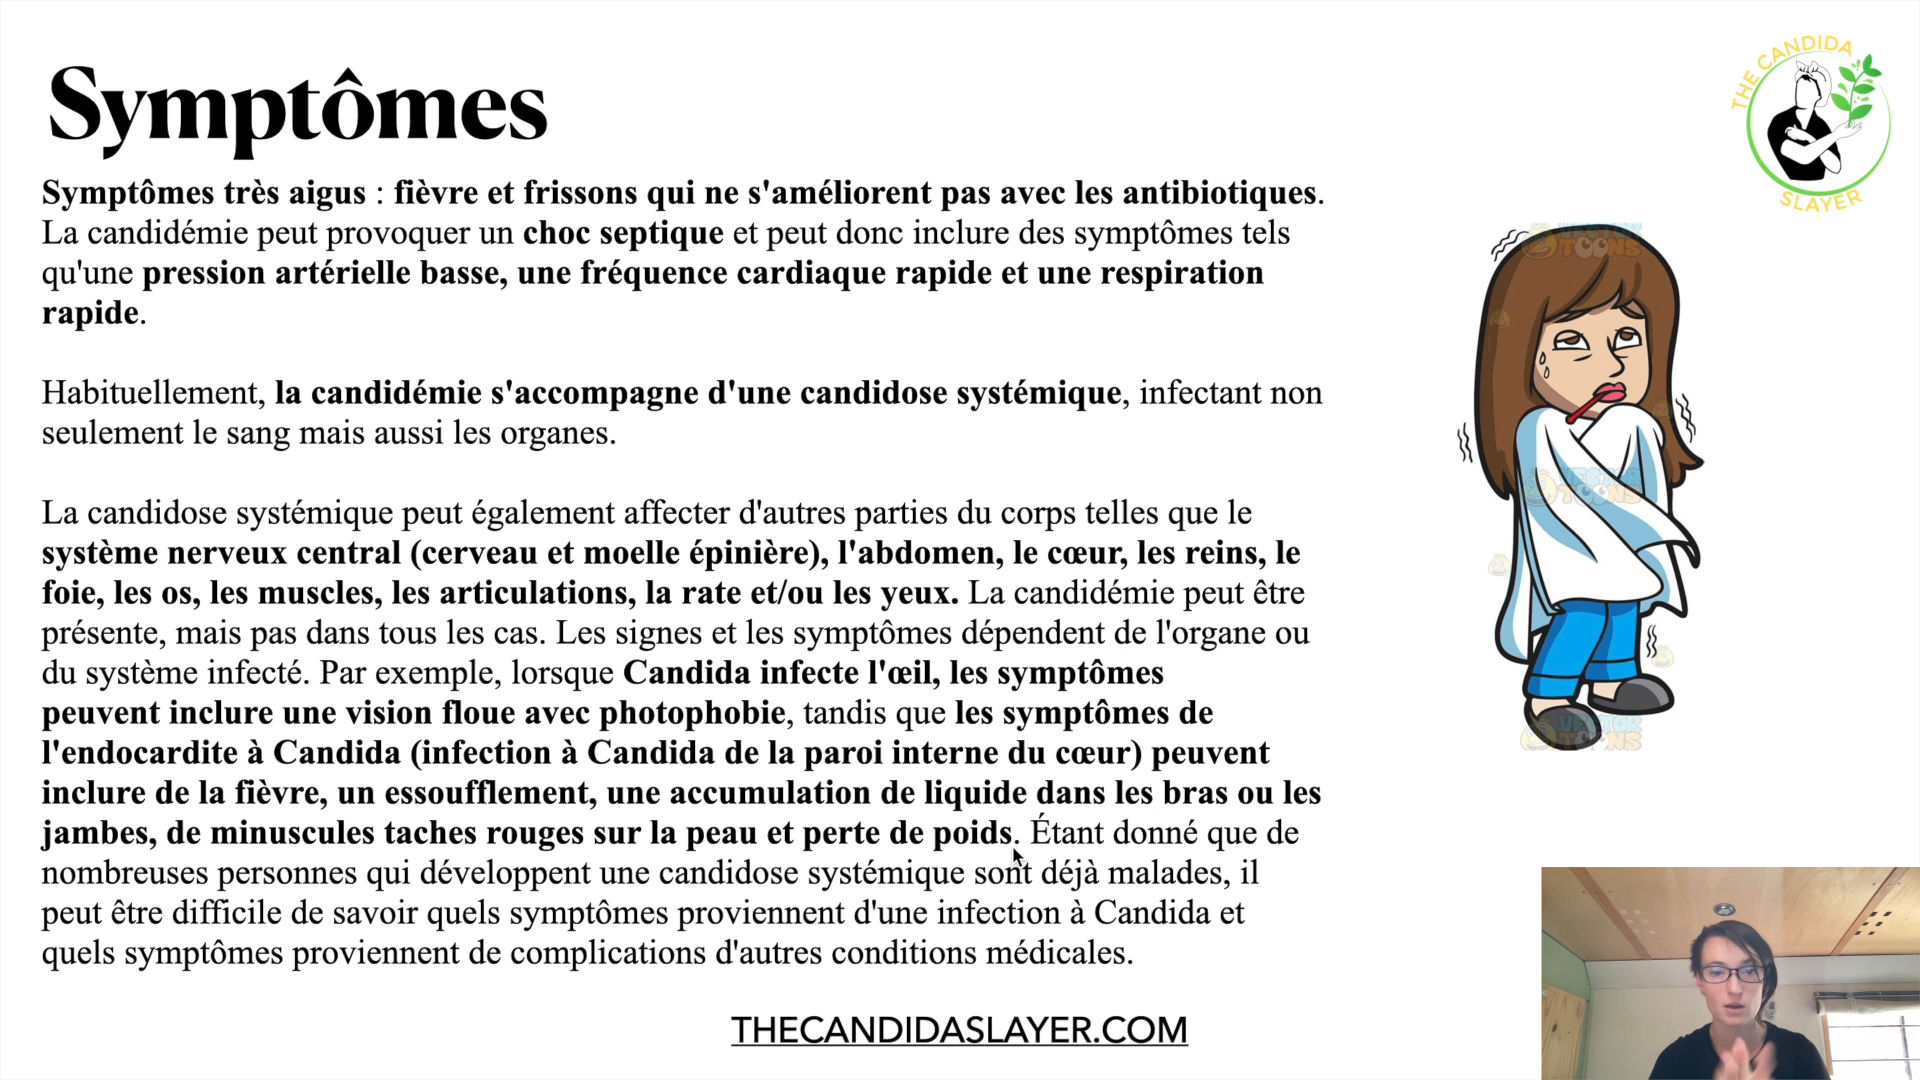 THE CANDIDA
SLAYER
Symptômes
Symptômes très aigus : fièvre et frissons qui ne s'améliorent pas avec les antibiotiques.
La candidémie peut provoquer un choc septique et peut donc inclure des symptômes tels
qu'une pression artérielle basse, une fréquence cardiaque rapide et une respiration
rapide.
Habituellement, la candidémie s'accompagne d'une candidose systémique, infectant non
seulement le sang mais aussi les organes.
La candidose systémique peut également affecter d'autres parties du corps telles que le
système nerveux central (cerveau et moelle épinière), l'abdomen, le cœur, les reins, le
foie, les os, les muscles, les articulations, la rate et/ou les yeux. La candidémie peut être
présente, mais pas dans tous les cas. Les signes et les symptômes dépendent de l'organe ou
du système infecté. Par exemple, lorsque Candida infecte l'œil, les symptômes
peuvent inclure une vision floue avec photophobie, tandis que les symptômes de
l'endocardite à Candida (infection à Candida de la paroi interne du cœur) peuvent
inclure de la fièvre, un essoufflement, une accumulation de liquide dans les bras ou les
jambes, de minuscules taches rouges sur la peau et perte de poids. Étant donné que de
nombreuses personnes qui développent une candidose systémique sont déjà malades, il
peut être difficile de savoir quels symptômes proviennent d'une infection à Candida et
quels symptômes proviennent de complications d'autres conditions médicales.
VECTOR
TOONS
VECTOR
TOONS
VECTOR
TOONS
THECANDIDASLAYER.COM